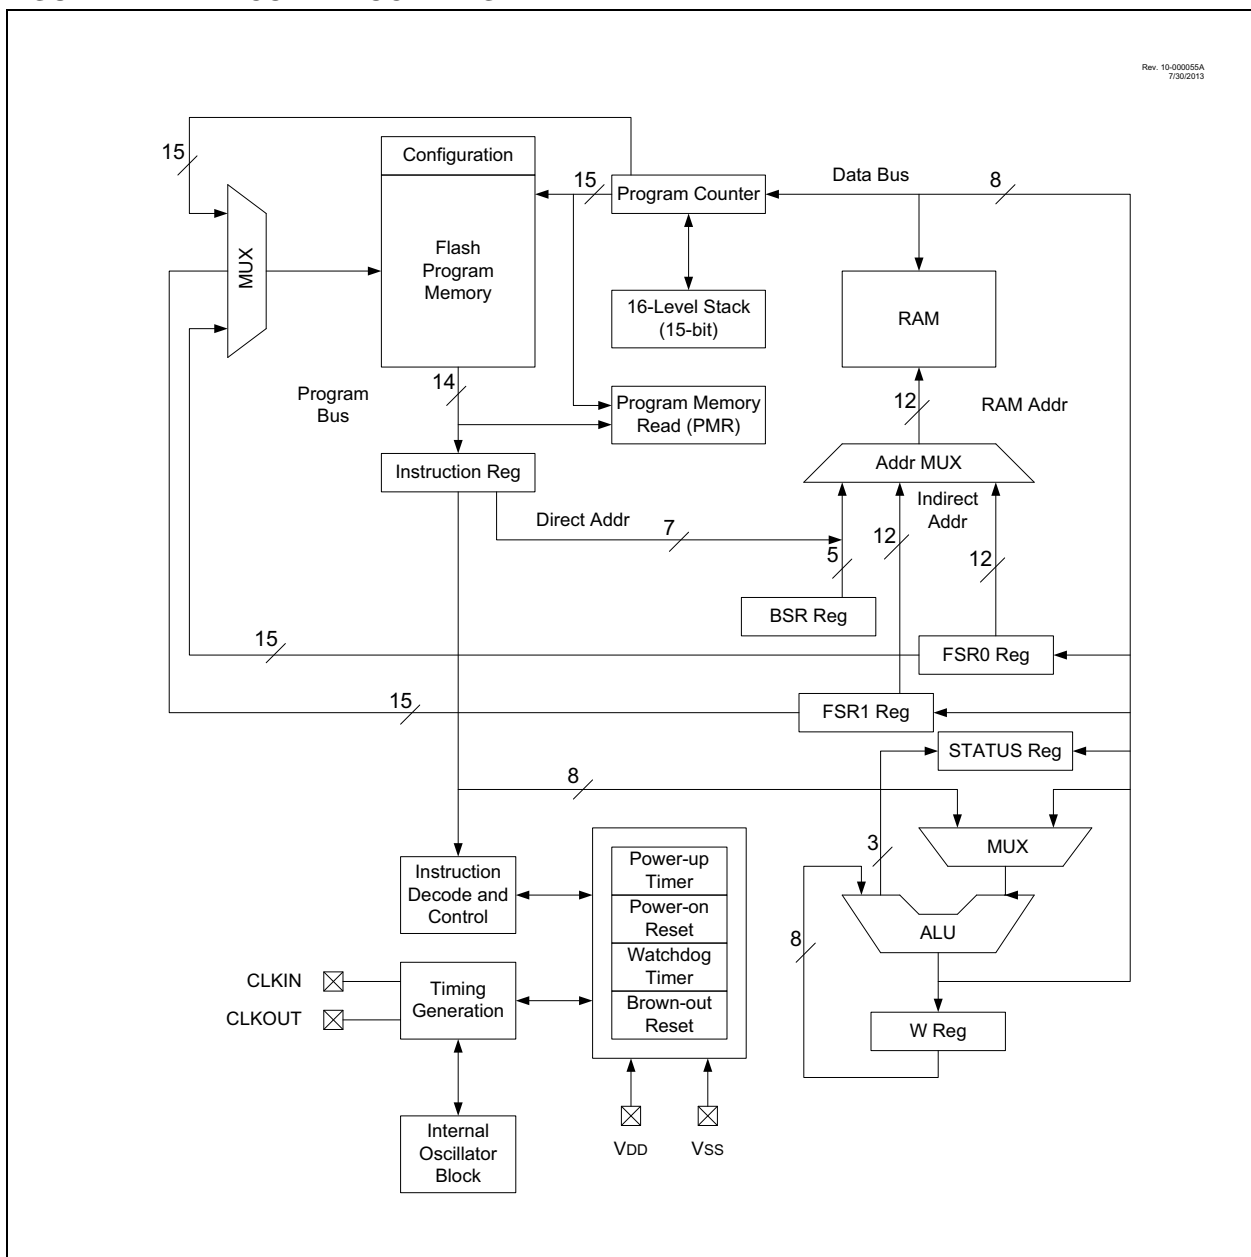 Rev. 10-000055A
7/30/2013
15
Configuration
15
Program Counter
Data Bus
8
MUX
Flash
Program
Memory
16-Level Stack
(15-bit)
RAM
Program
Bus
14
Program Memory
Read (PMR)
12
RAM Addr
Instruction Reg
Addr MUX
Direct Addr
7
Indirect
Addr
12
5
12
BSR Reg
15
FSR0 Reg
15
FSR1 Reg
STATUS Reg
8
3
MUX
Instruction
Decode and
Control
Power-up
Timer
Power-on
Reset
Watchdog
Timer
Brown-out
Reset
8
ALU
CLKIN
CLKOUT
Timing
Generation
W Reg
Internal
Oscillator
Block
VDD
VSS